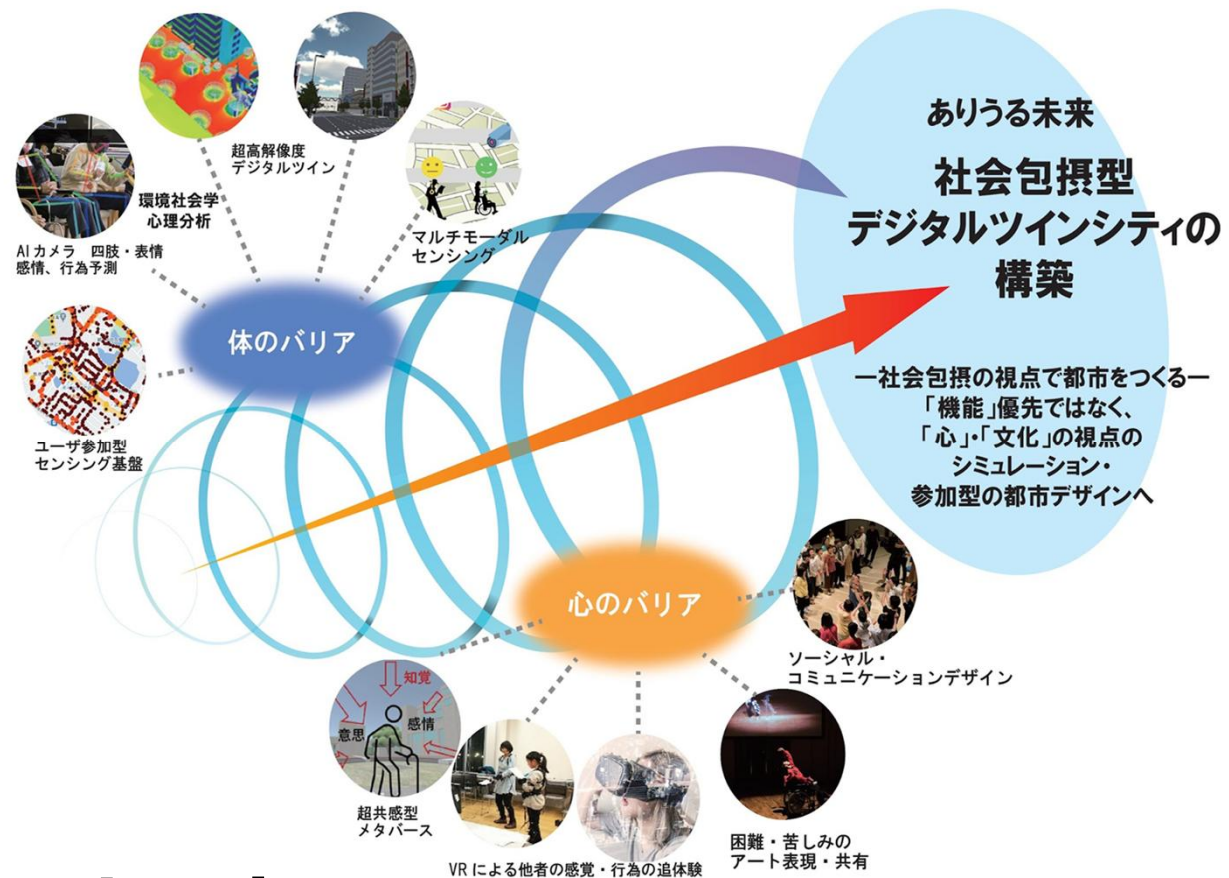 超高解像度
デジタルツイン
環境社会学
心理分析
マルチモーダル
センシング
AIカメラ　四肢・表情
感情、行為予測
体のバリア
ユーザ参加型
センシング基盤
ありうる未来
社会包摂型
デジタルツインシティの
構築
―社会包摂の視点で都市をつくる―
「機能」優先ではなく、
「心」・「文化」の視点の
シミュレーション・
参加型の都市デザインへ
心のバリア
ソーシャル・
コミュニケーションデザイン
知覚
感情
意思
超共感型
メタバース
VRによる他者の感覚・行為の追体験
困難・苦しみの
アート表現・共有